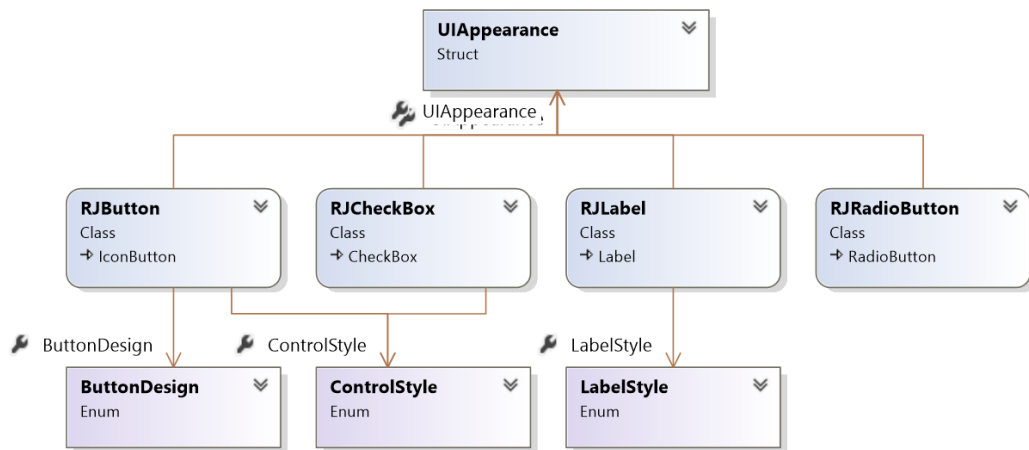 UIAppearance
Struct
UIAppearance
RJButton
Class
IconButton
RJCheckBox
Class
CheckBox
RJLabel
Class
Label
RJRadioButton
Class
RadioButton
ButtonDesign
ControlStyle
LabelStyle
ButtonDesign
Enum
ControlStyle
Enum
LabelStyle
Enum